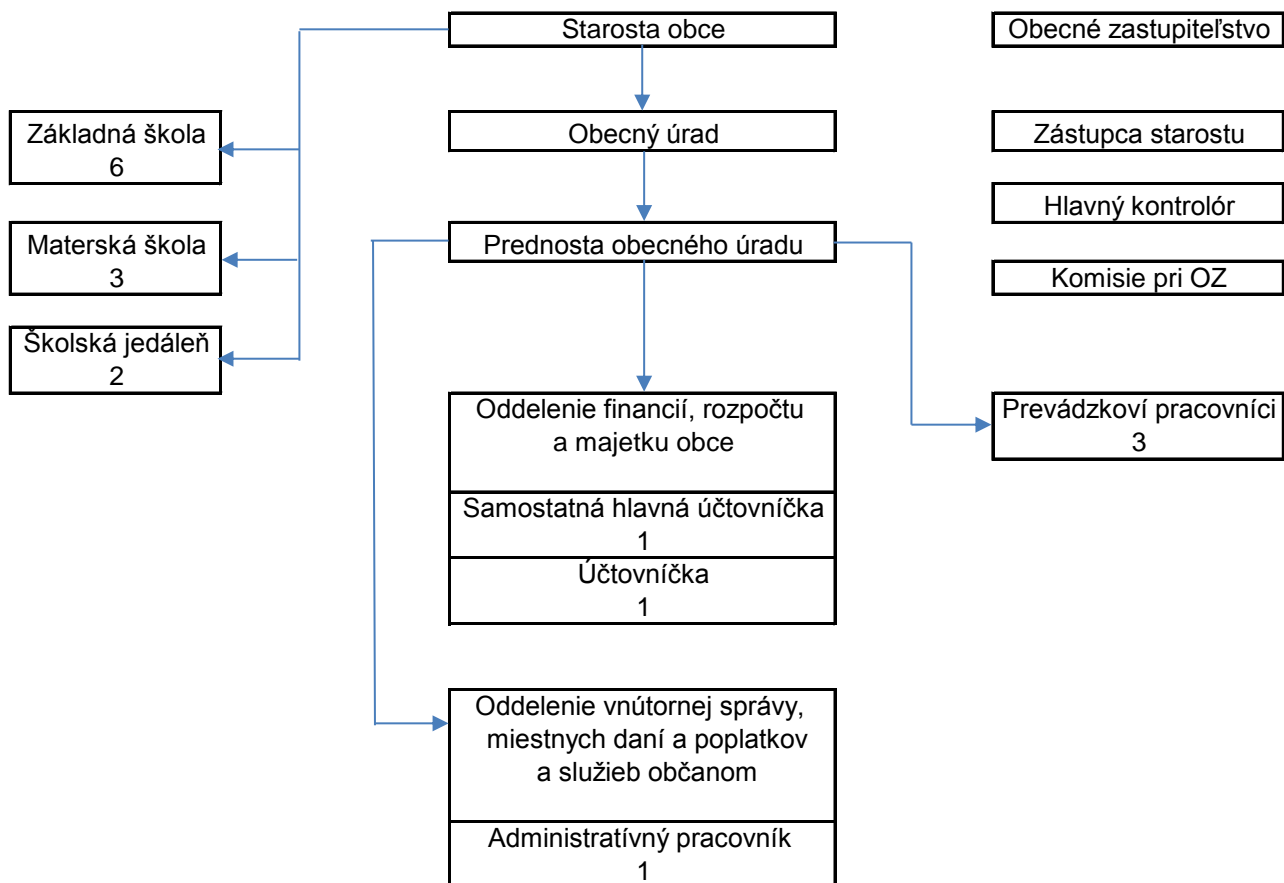 Starosta obce
Obecné zastupiteľstvo
Základná škola
6
Obecný úrad
Zástupca starostu
Hlavný kontrolór
Materská škola
3
Prednosta obecného úradu
Komisie pri OZ
Školská jedáleň
2
Oddelenie financií, rozpočtu
a majetku obce
Prevádzkoví pracovníci
3
Samostatná hlavná účtovníčka
1
Účtovníčka
1
Oddelenie vnútornej správy,
miestnych daní a poplatkov
a služieb občanom
Administratívný pracovník
1